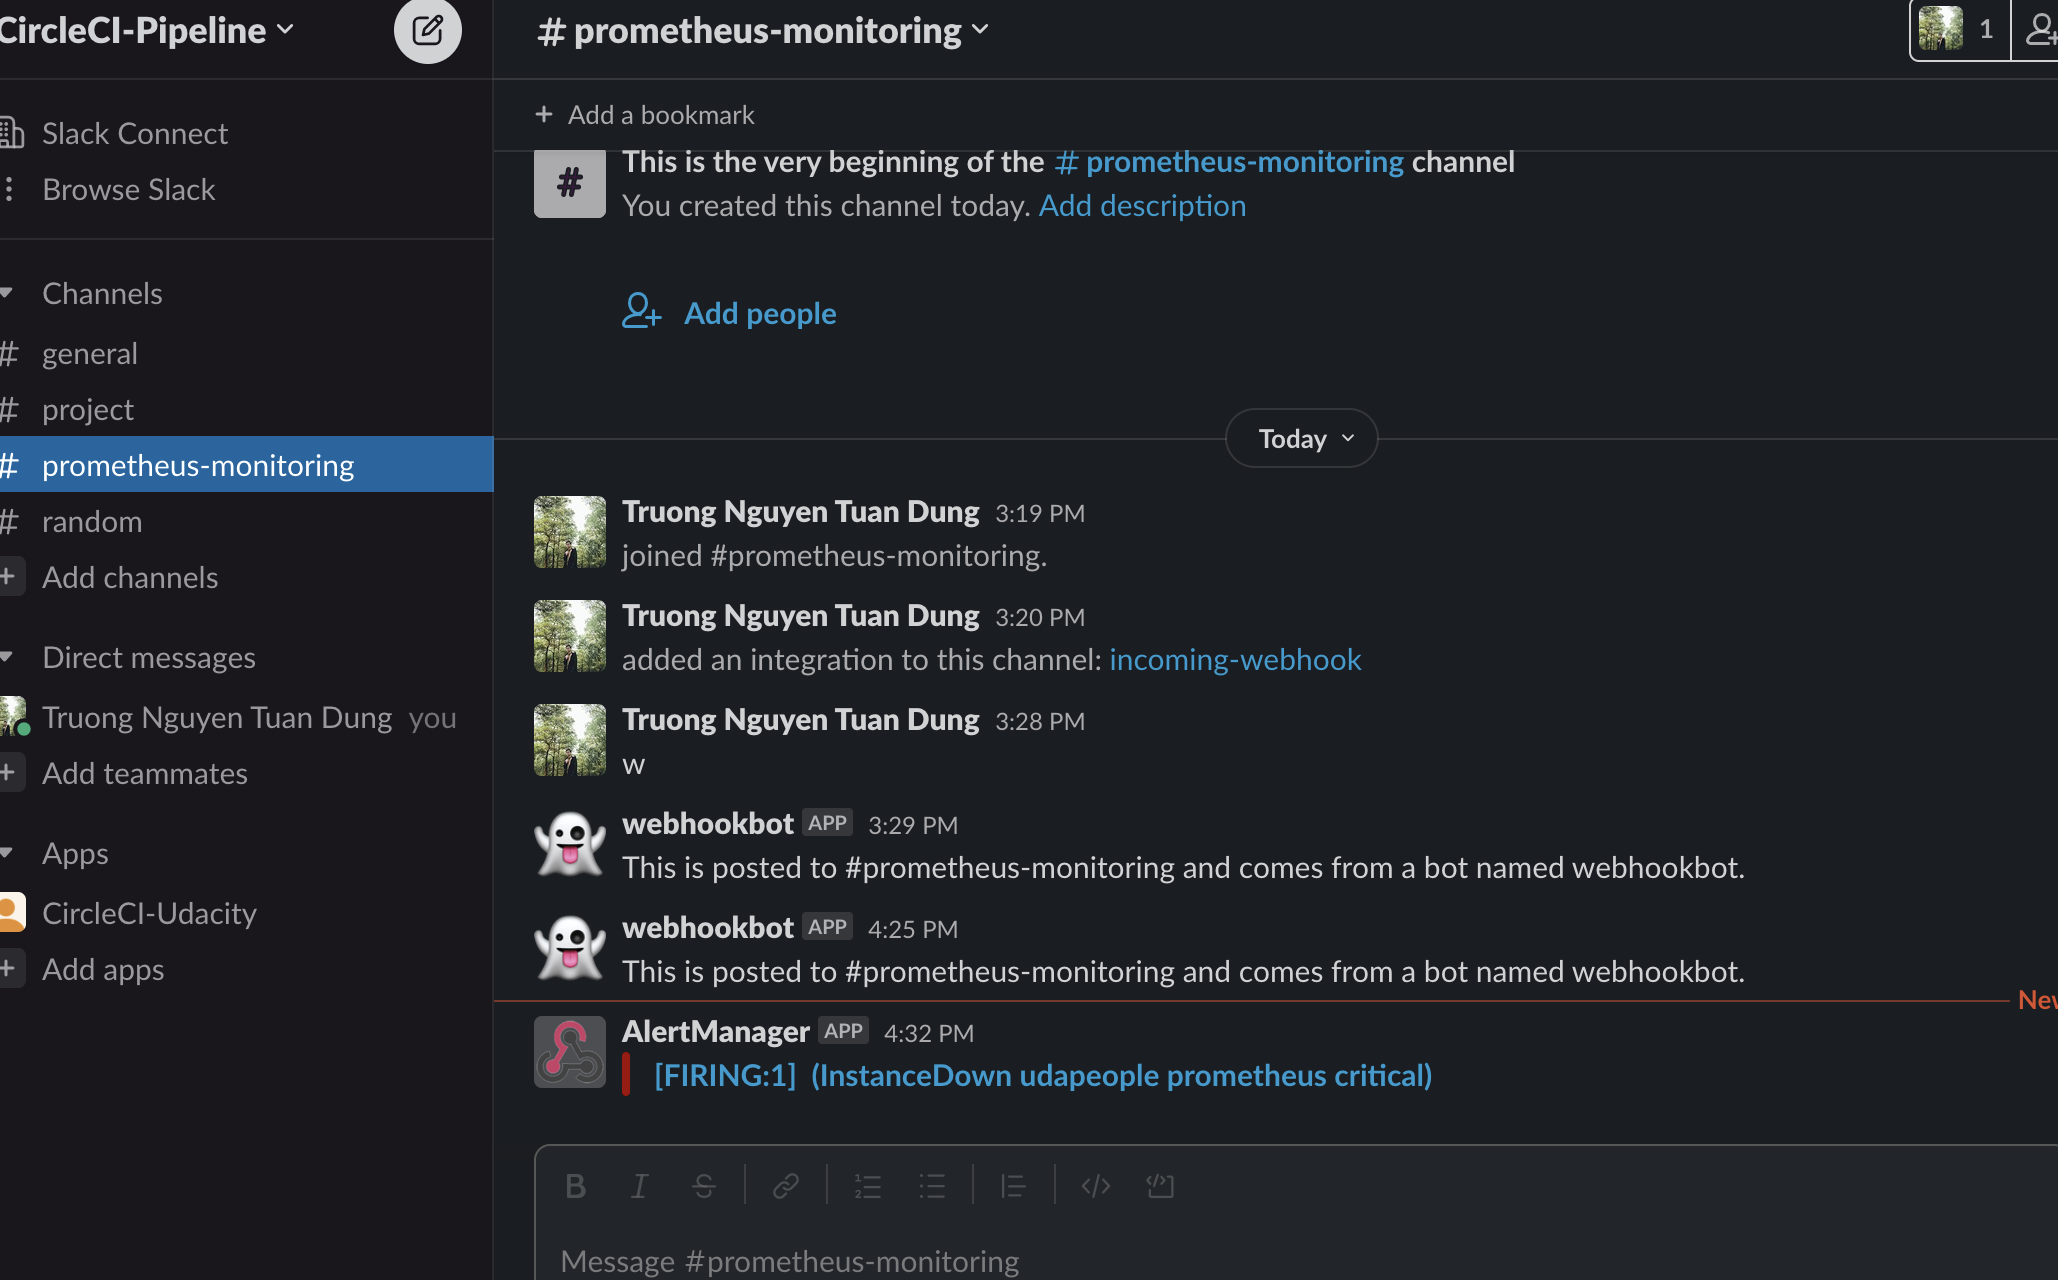 CircleCI-Pipeline
Slack Connect
Browse Slack
Channels
# general
# project
# prometheus-monitoring
# random
+ Add channels
Direct messages
Truong Nguyen Tuan Dung you
+ Add teammates
Apps
CircleCI-Udacity
+ Add apps
# prometheus-monitoring
1
+ Add a bookmark
#
This is the very beginning of the # prometheus-monitoring channel
You created this channel today. Add description
Add people
Today
Truong Nguyen Tuan Dung 3:19 PM
joined #prometheus-monitoring.
Truong Nguyen Tuan Dung 3:20 PM
added an integration to this channel: incoming-webhook
Truong Nguyen Tuan Dung 3:28 PM
w
webhookbot APP 3:29 PM
This is posted to #prometheus-monitoring and comes from a bot named webhookbot.
webhookbot APP 4:25 PM
This is posted to #prometheus-monitoring and comes from a bot named webhookbot.
AlertManager APP 4:32 PM
[FIRING:1] (InstanceDown udapeople prometheus critical)
B I S
Message #prometheus-monitoring